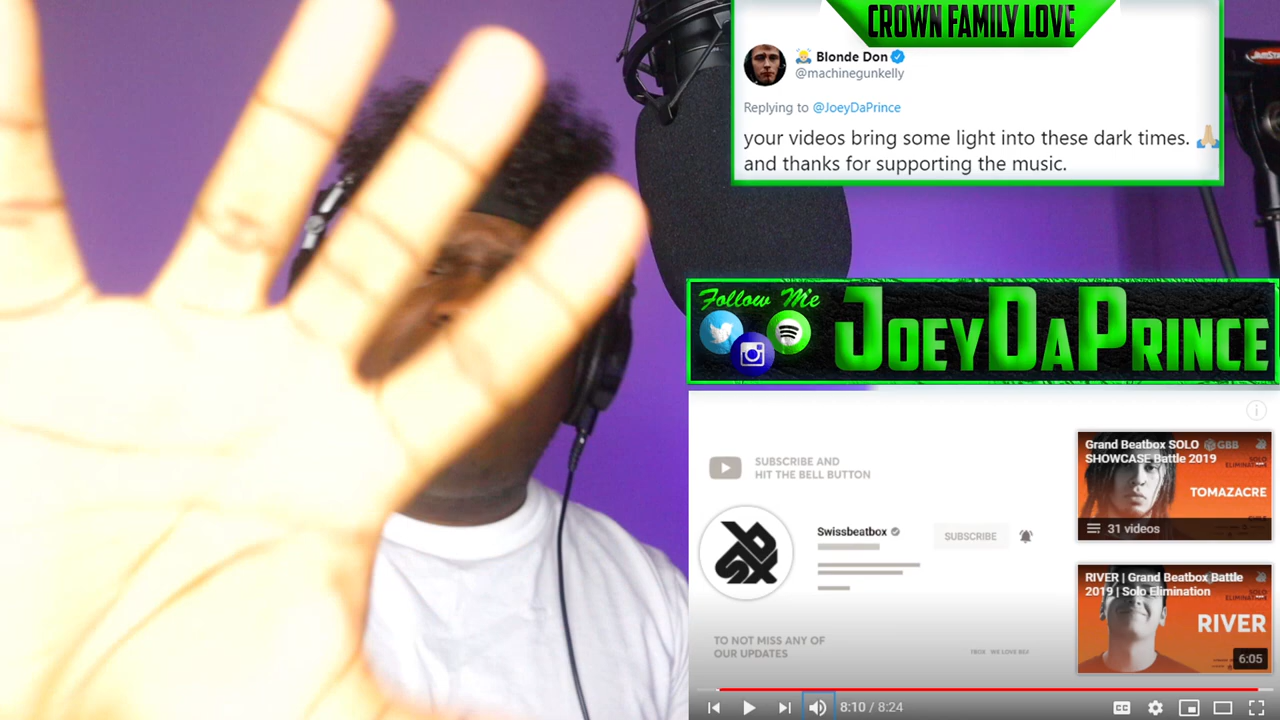 CROWN FAMILY LOVE
Blonde Don
@machinegunkelly
Replying to @JoeyDaPrince
your videos bring some light into these dark times. 🙏
and thanks for supporting the music.
Follow Me
JOEYDAPRINCE
SUBSCRIBE AND
HIT THE BELL BUTTON
Swissbeatbox
SUBSCRIBE
TO NOT MISS ANY OF
OUR UPDATES
Grand Beatbox SOLO
SHOWCASE Battle 2019
GBB
TOMAZACRE
31 videos
RIVER | Grand Beatbox Battle
2019 | Solo Elimination
RIVER
6:05
8:10 / 8:24
CC